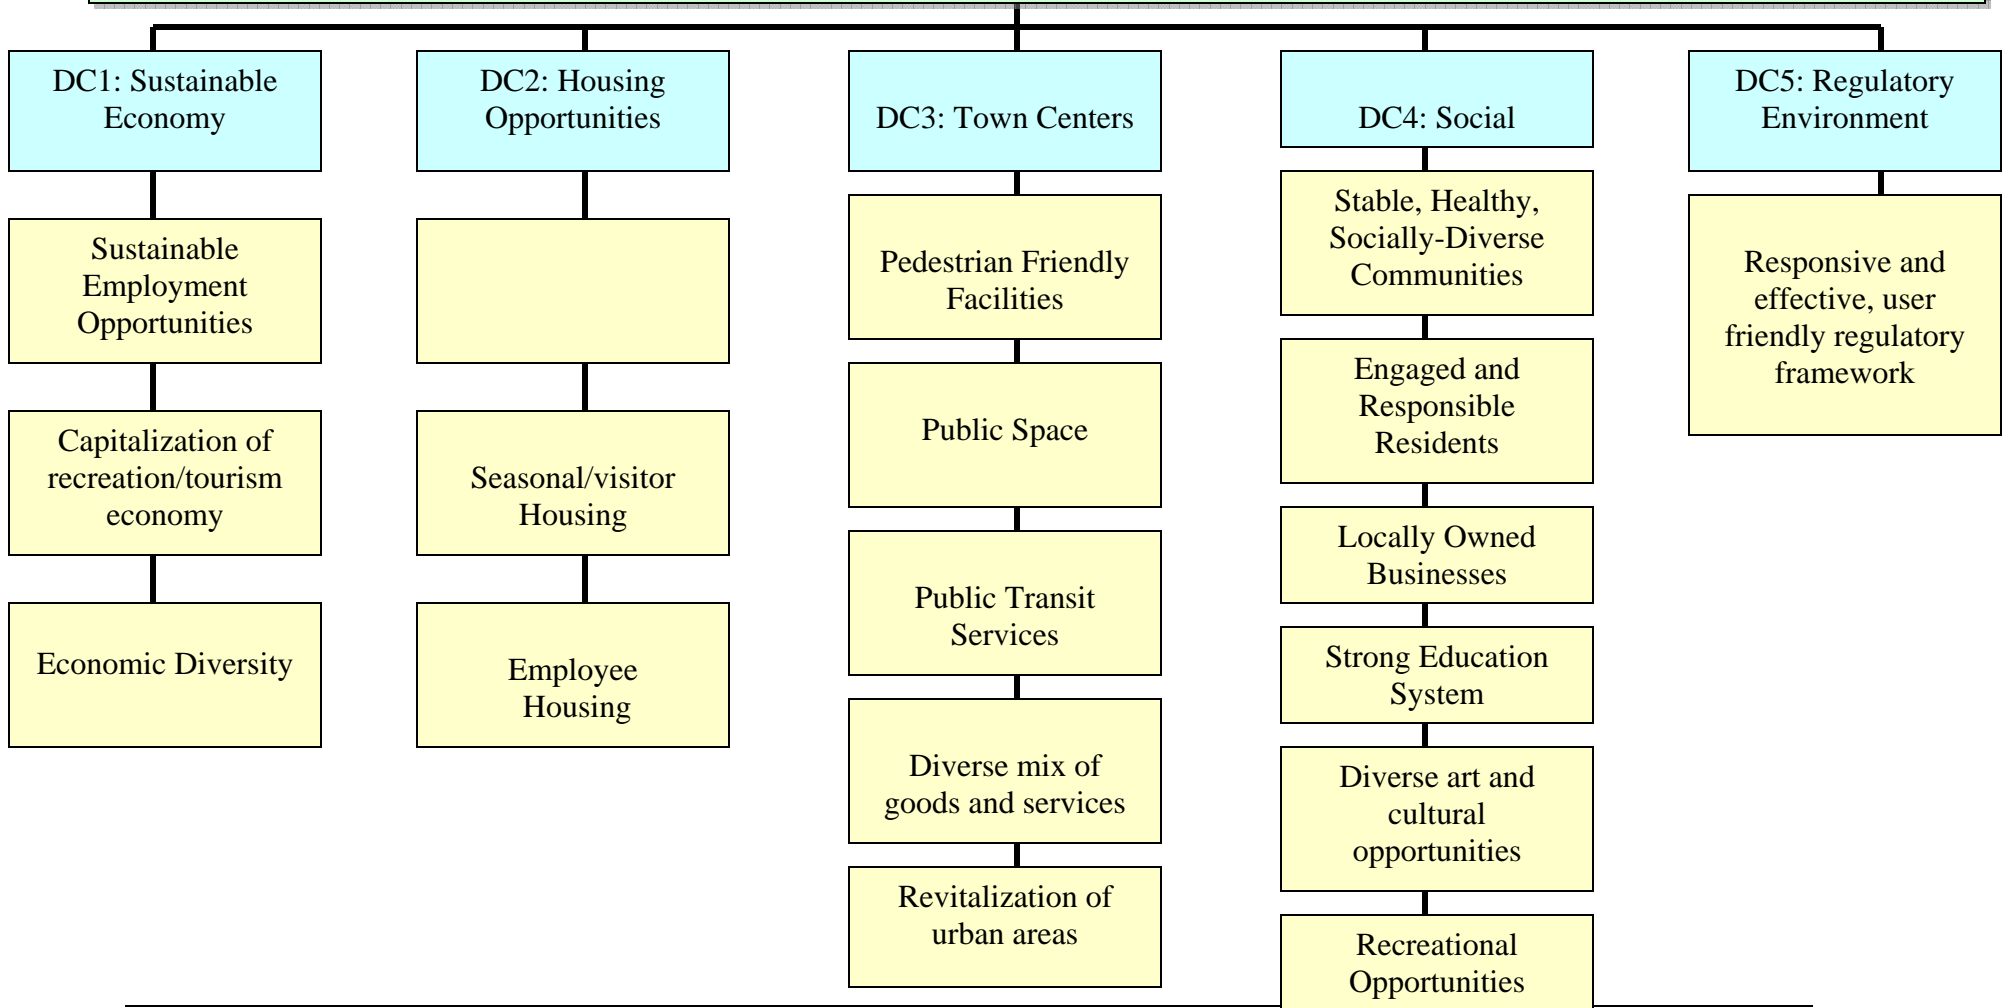 DC1: Sustainable
Economy
Sustainable
Employment
Opportunities
Capitalization of
recreation/tourism
economy
Economic Diversity
DC2: Housing
Opportunities
Seasonal/visitor
Housing
Employee
Housing
DC3: Town Centers
Pedestrian Friendly
Facilities
Public Space
Public Transit
Services
Diverse mix of
goods and services
Revitalization of
urban areas
DC4: Social
Stable, Healthy,
Socially-Diverse
Communities
Engaged and
Responsible
Residents
Locally Owned
Businesses
Strong Education
System
Diverse art and
cultural
opportunities
Recreational
Opportunities
DC5: Regulatory
Environment
Responsive and
effective, user
friendly regulatory
framework